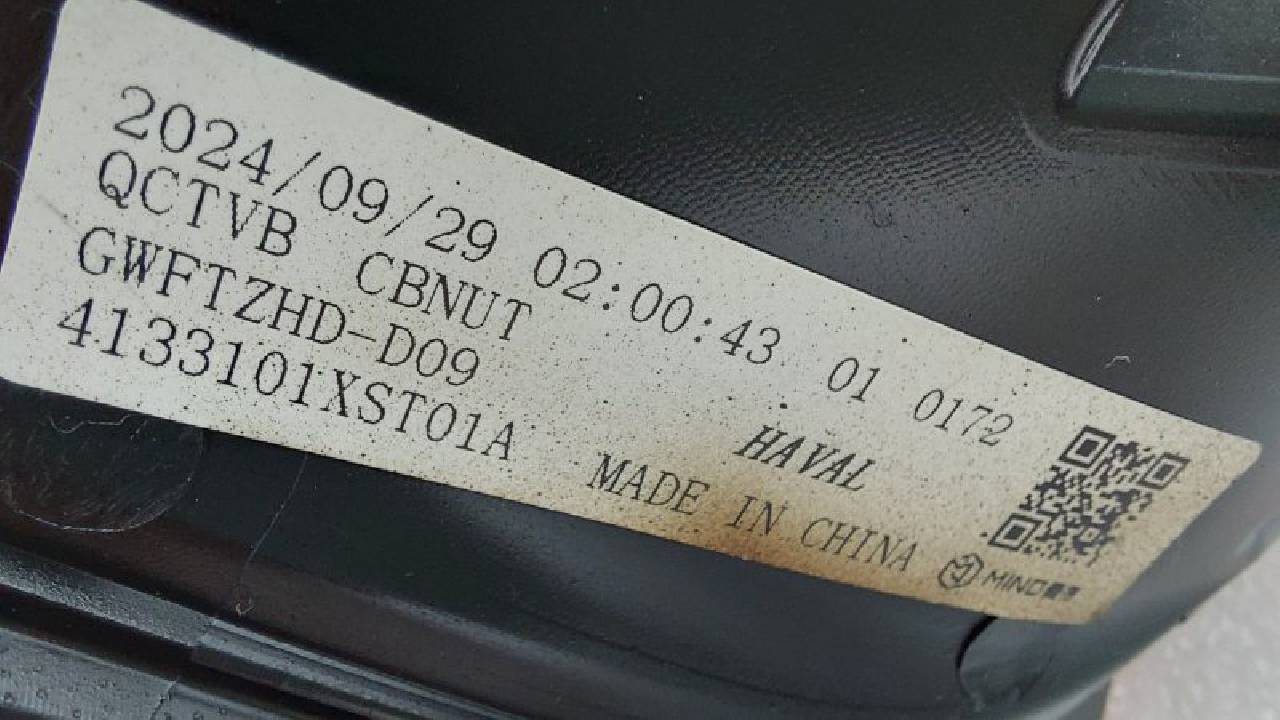 2024/09/29 02:00:43 01 0172
QCTVB CBNUT
GWFTZHD-D09
4133101XST01A
HAVAL
MADE IN CHINA
MIND